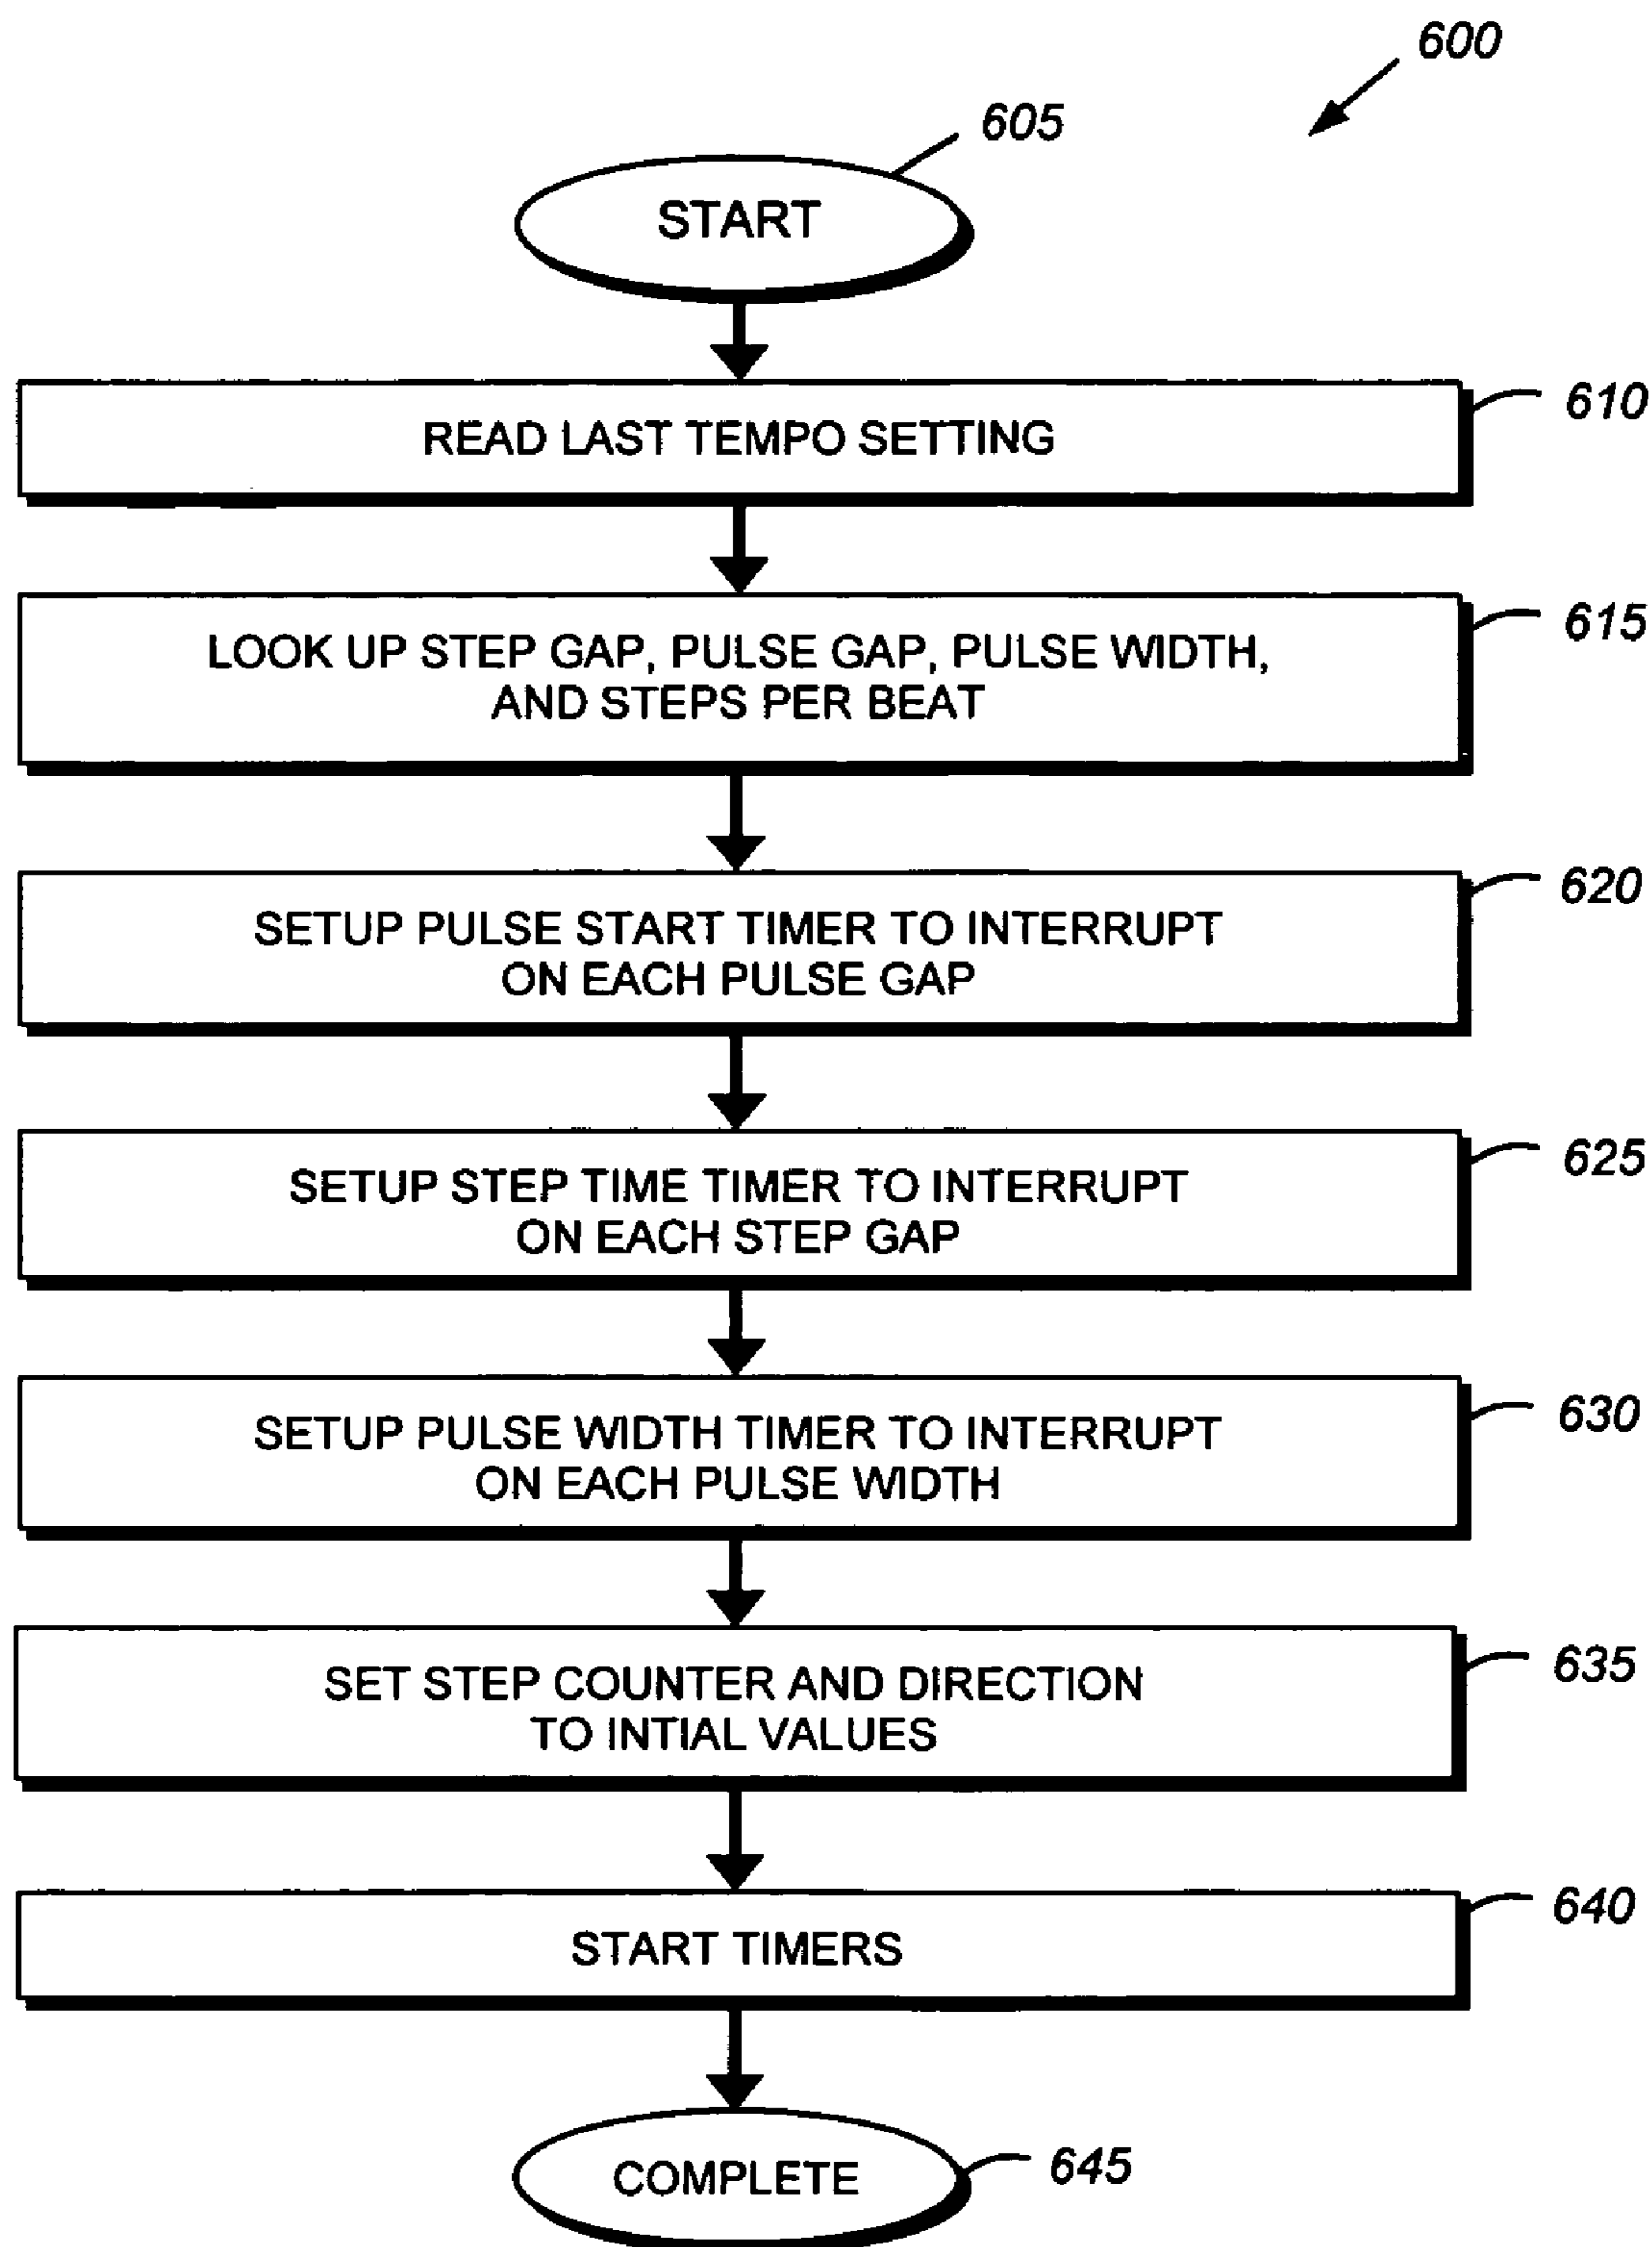 600
605
START
610
READ LAST TEMPO SETTING
615
LOOK UP STEP GAP, PULSE GAP, PULSE WIDTH,
AND STEPS PER BEAT
620
SETUP PULSE START TIMER TO INTERRUPT
ON EACH PULSE GAP
625
SETUP STEP TIME TIMER TO INTERRUPT
ON EACH STEP GAP
630
SETUP PULSE WIDTH TIMER TO INTERRUPT
ON EACH PULSE WIDTH
635
SET STEP COUNTER AND DIRECTION
TO INTIAL VALUES
640
START TIMERS
645
COMPLETE